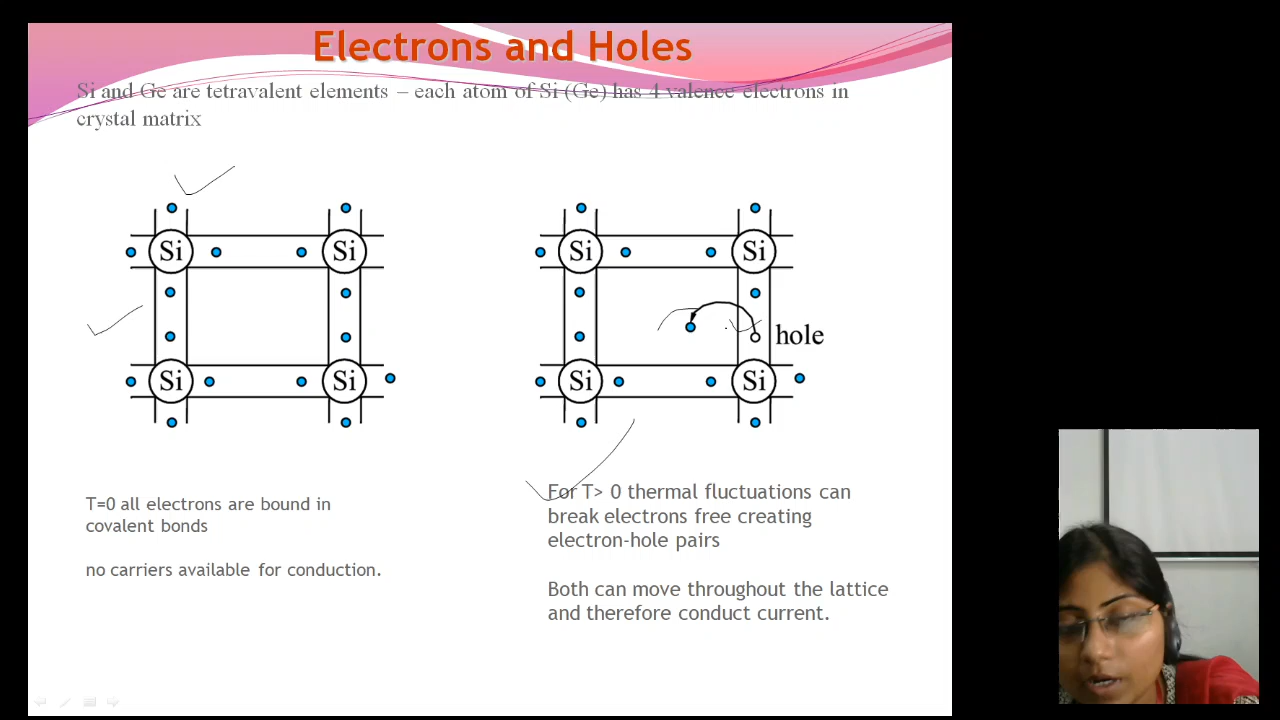 Electrons and Holes
Si and Ge are tetravalent elements – each atom of Si (Ge) has 4 valence electrons in
crystal matrix
Si Si Si Si
hole
Si Si Si Si
T=0 all electrons are bound in
covalent bonds
no carriers available for conduction.
For T> 0 thermal fluctuations can
break electrons free creating
electron-hole pairs
Both can move throughout the lattice
and therefore conduct current.